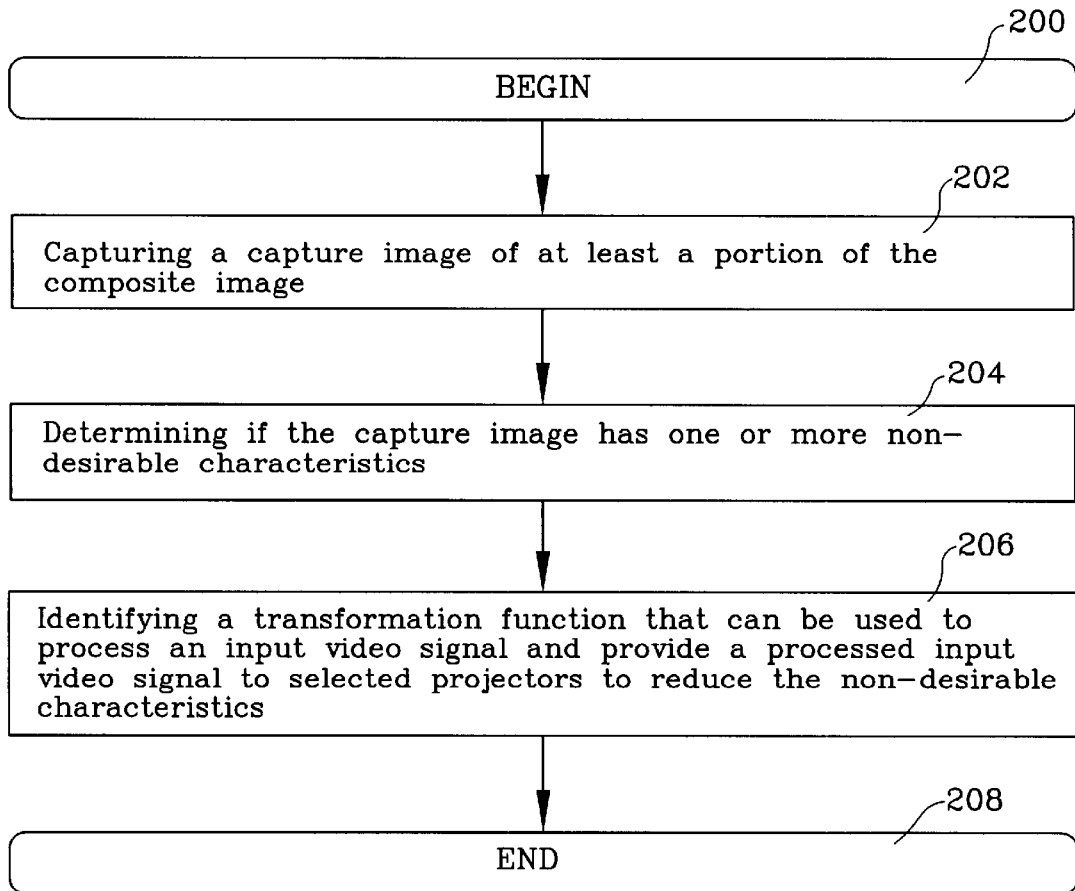 200
BEGIN
202
Capturing a capture image of at least a portion of the
composite image
204
Determining if the capture image has one or more non-
desirable characteristics
206
Identifying a transformation function that can be used to
process an input video signal and provide a processed input
video signal to selected projectors to reduce the non-desirable
characteristics
208
END